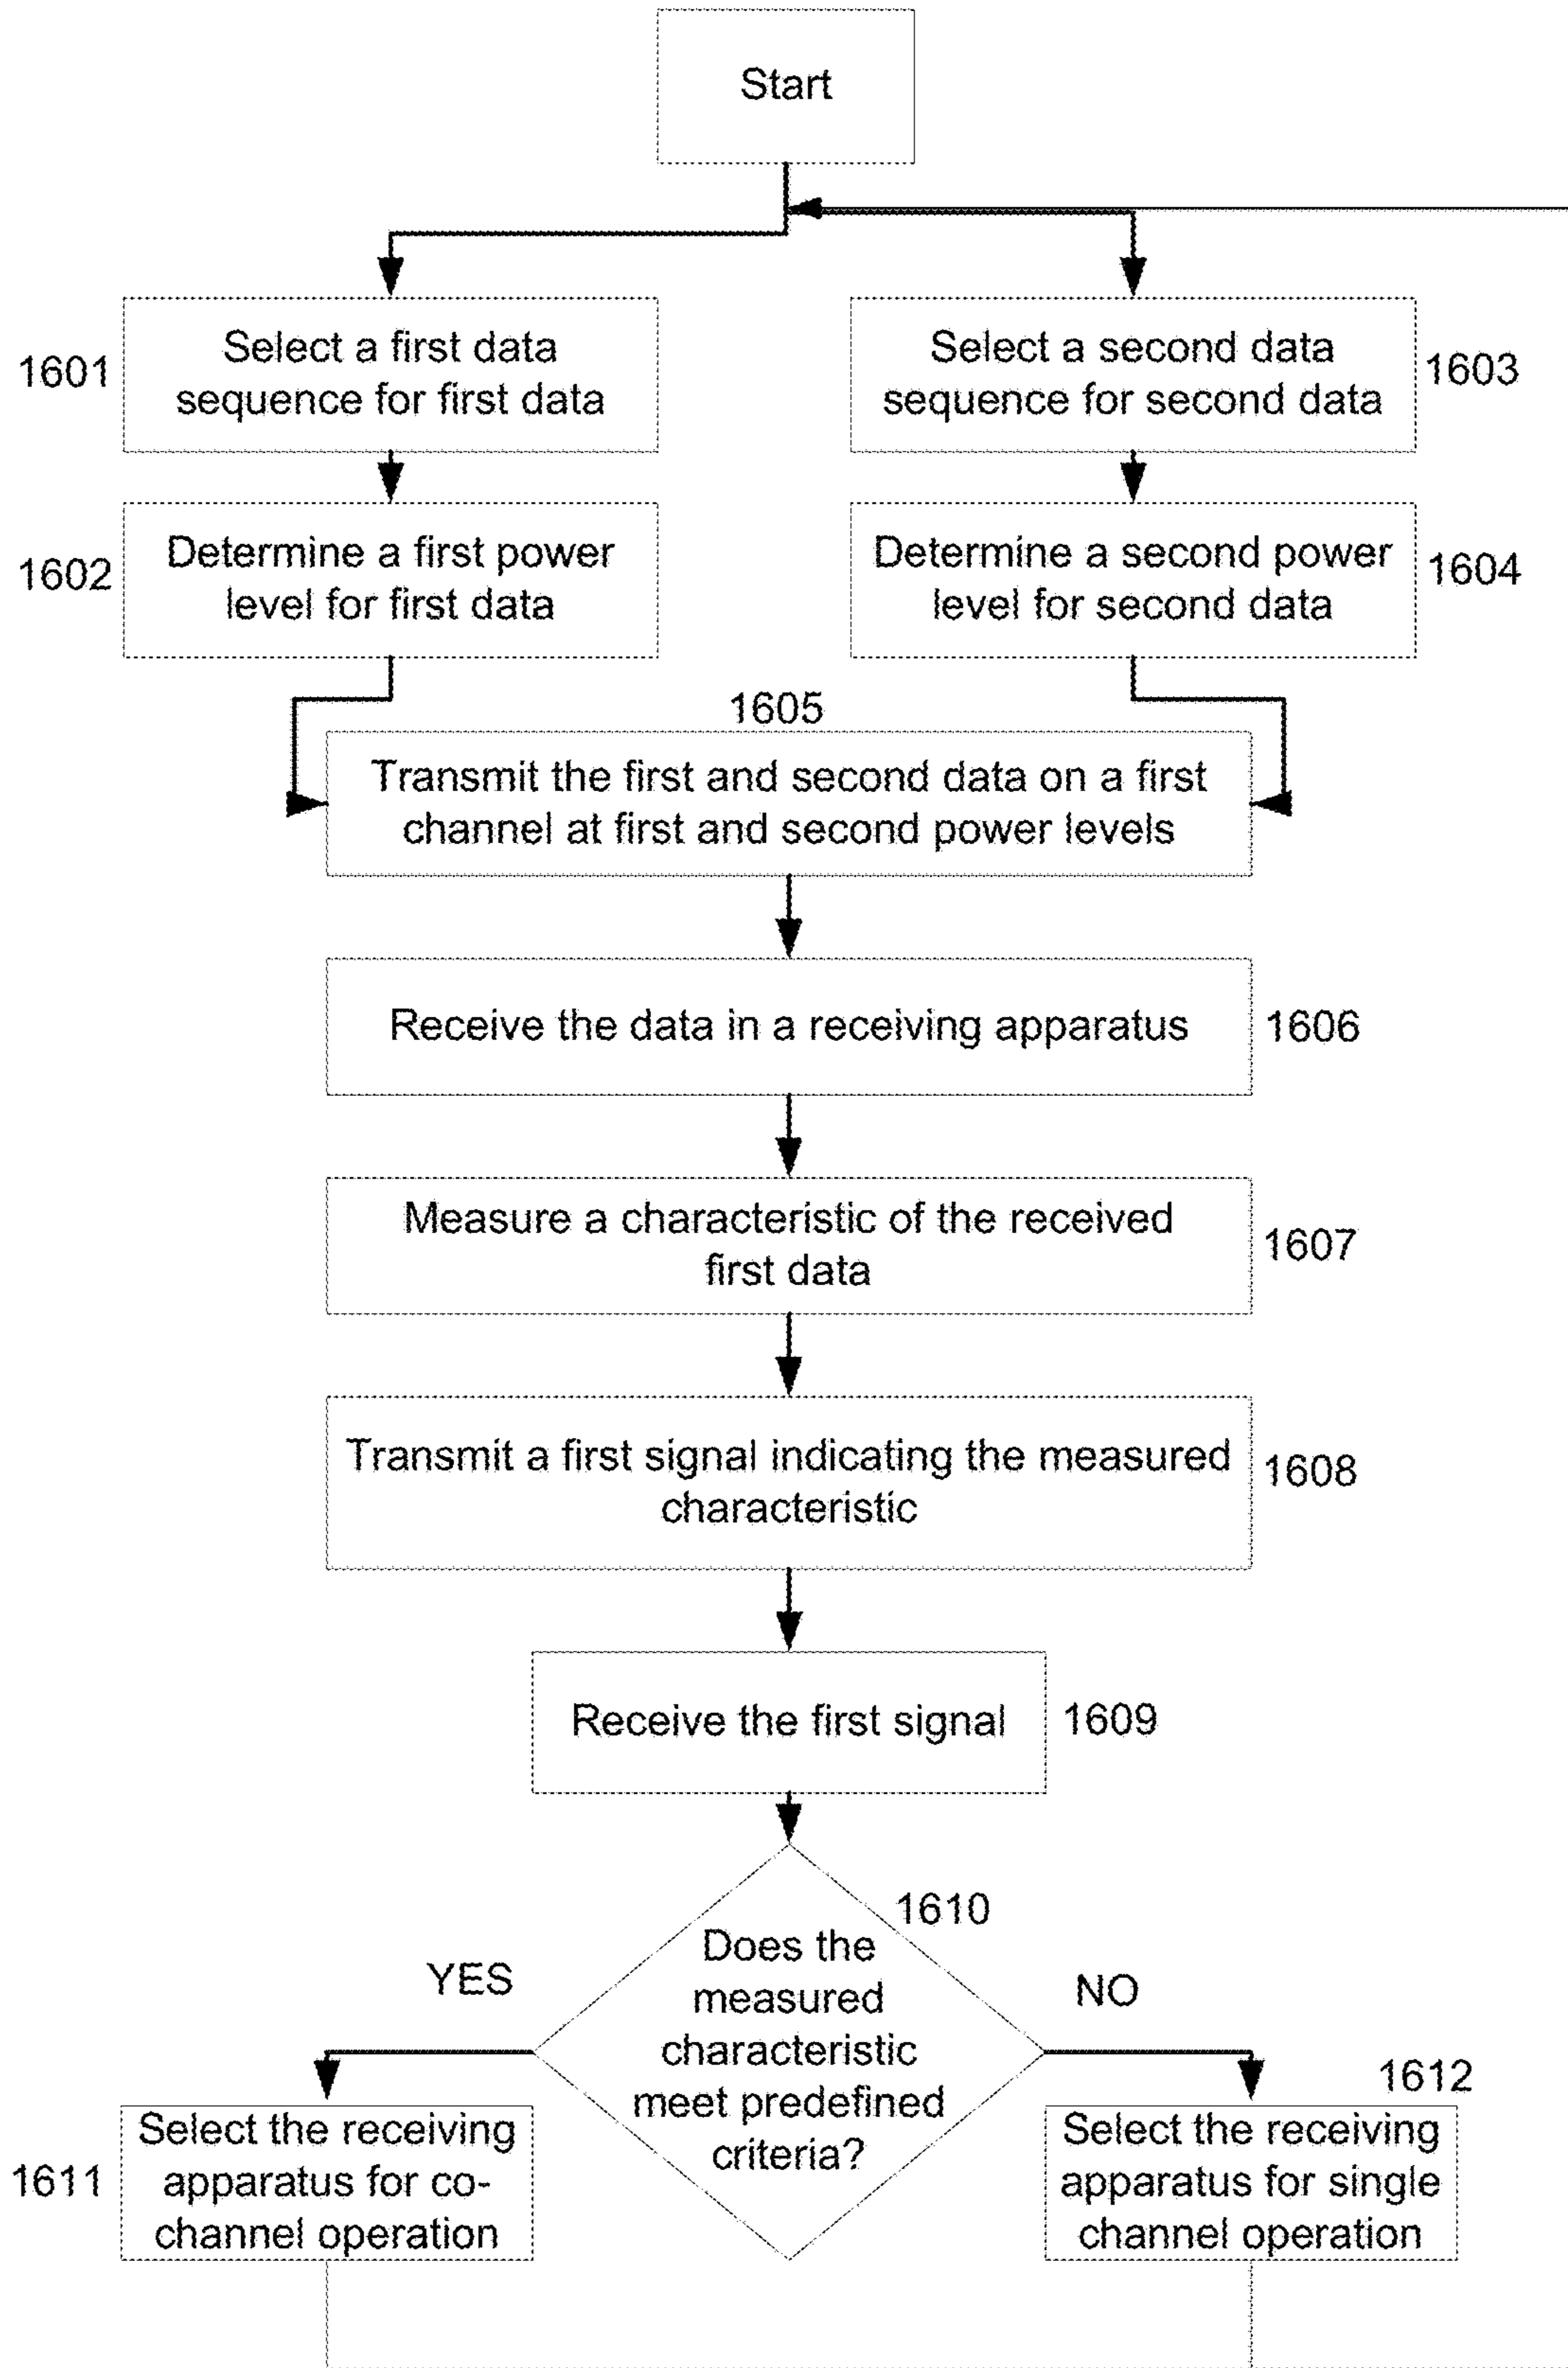 Start
1601
Select a first data
sequence for first data
Select a second data
sequence for second data
1603
1602
Determine a first power
level for first data
Determine a second power
level for second data
1604
1605
Transmit the first and second data on a first
channel at first and second power levels
Receive the data in a receiving apparatus
1606
Measure a characteristic of the received
first data
1607
Transmit a first signal indicating the measured
characteristic
1608
Receive the first signal
1609
1610
Does the
measured
characteristic
meet predefined
criteria?
YES
NO
1611
Select the receiving
apparatus for co-
channel operation
1612
Select the receiving
apparatus for single
channel operation